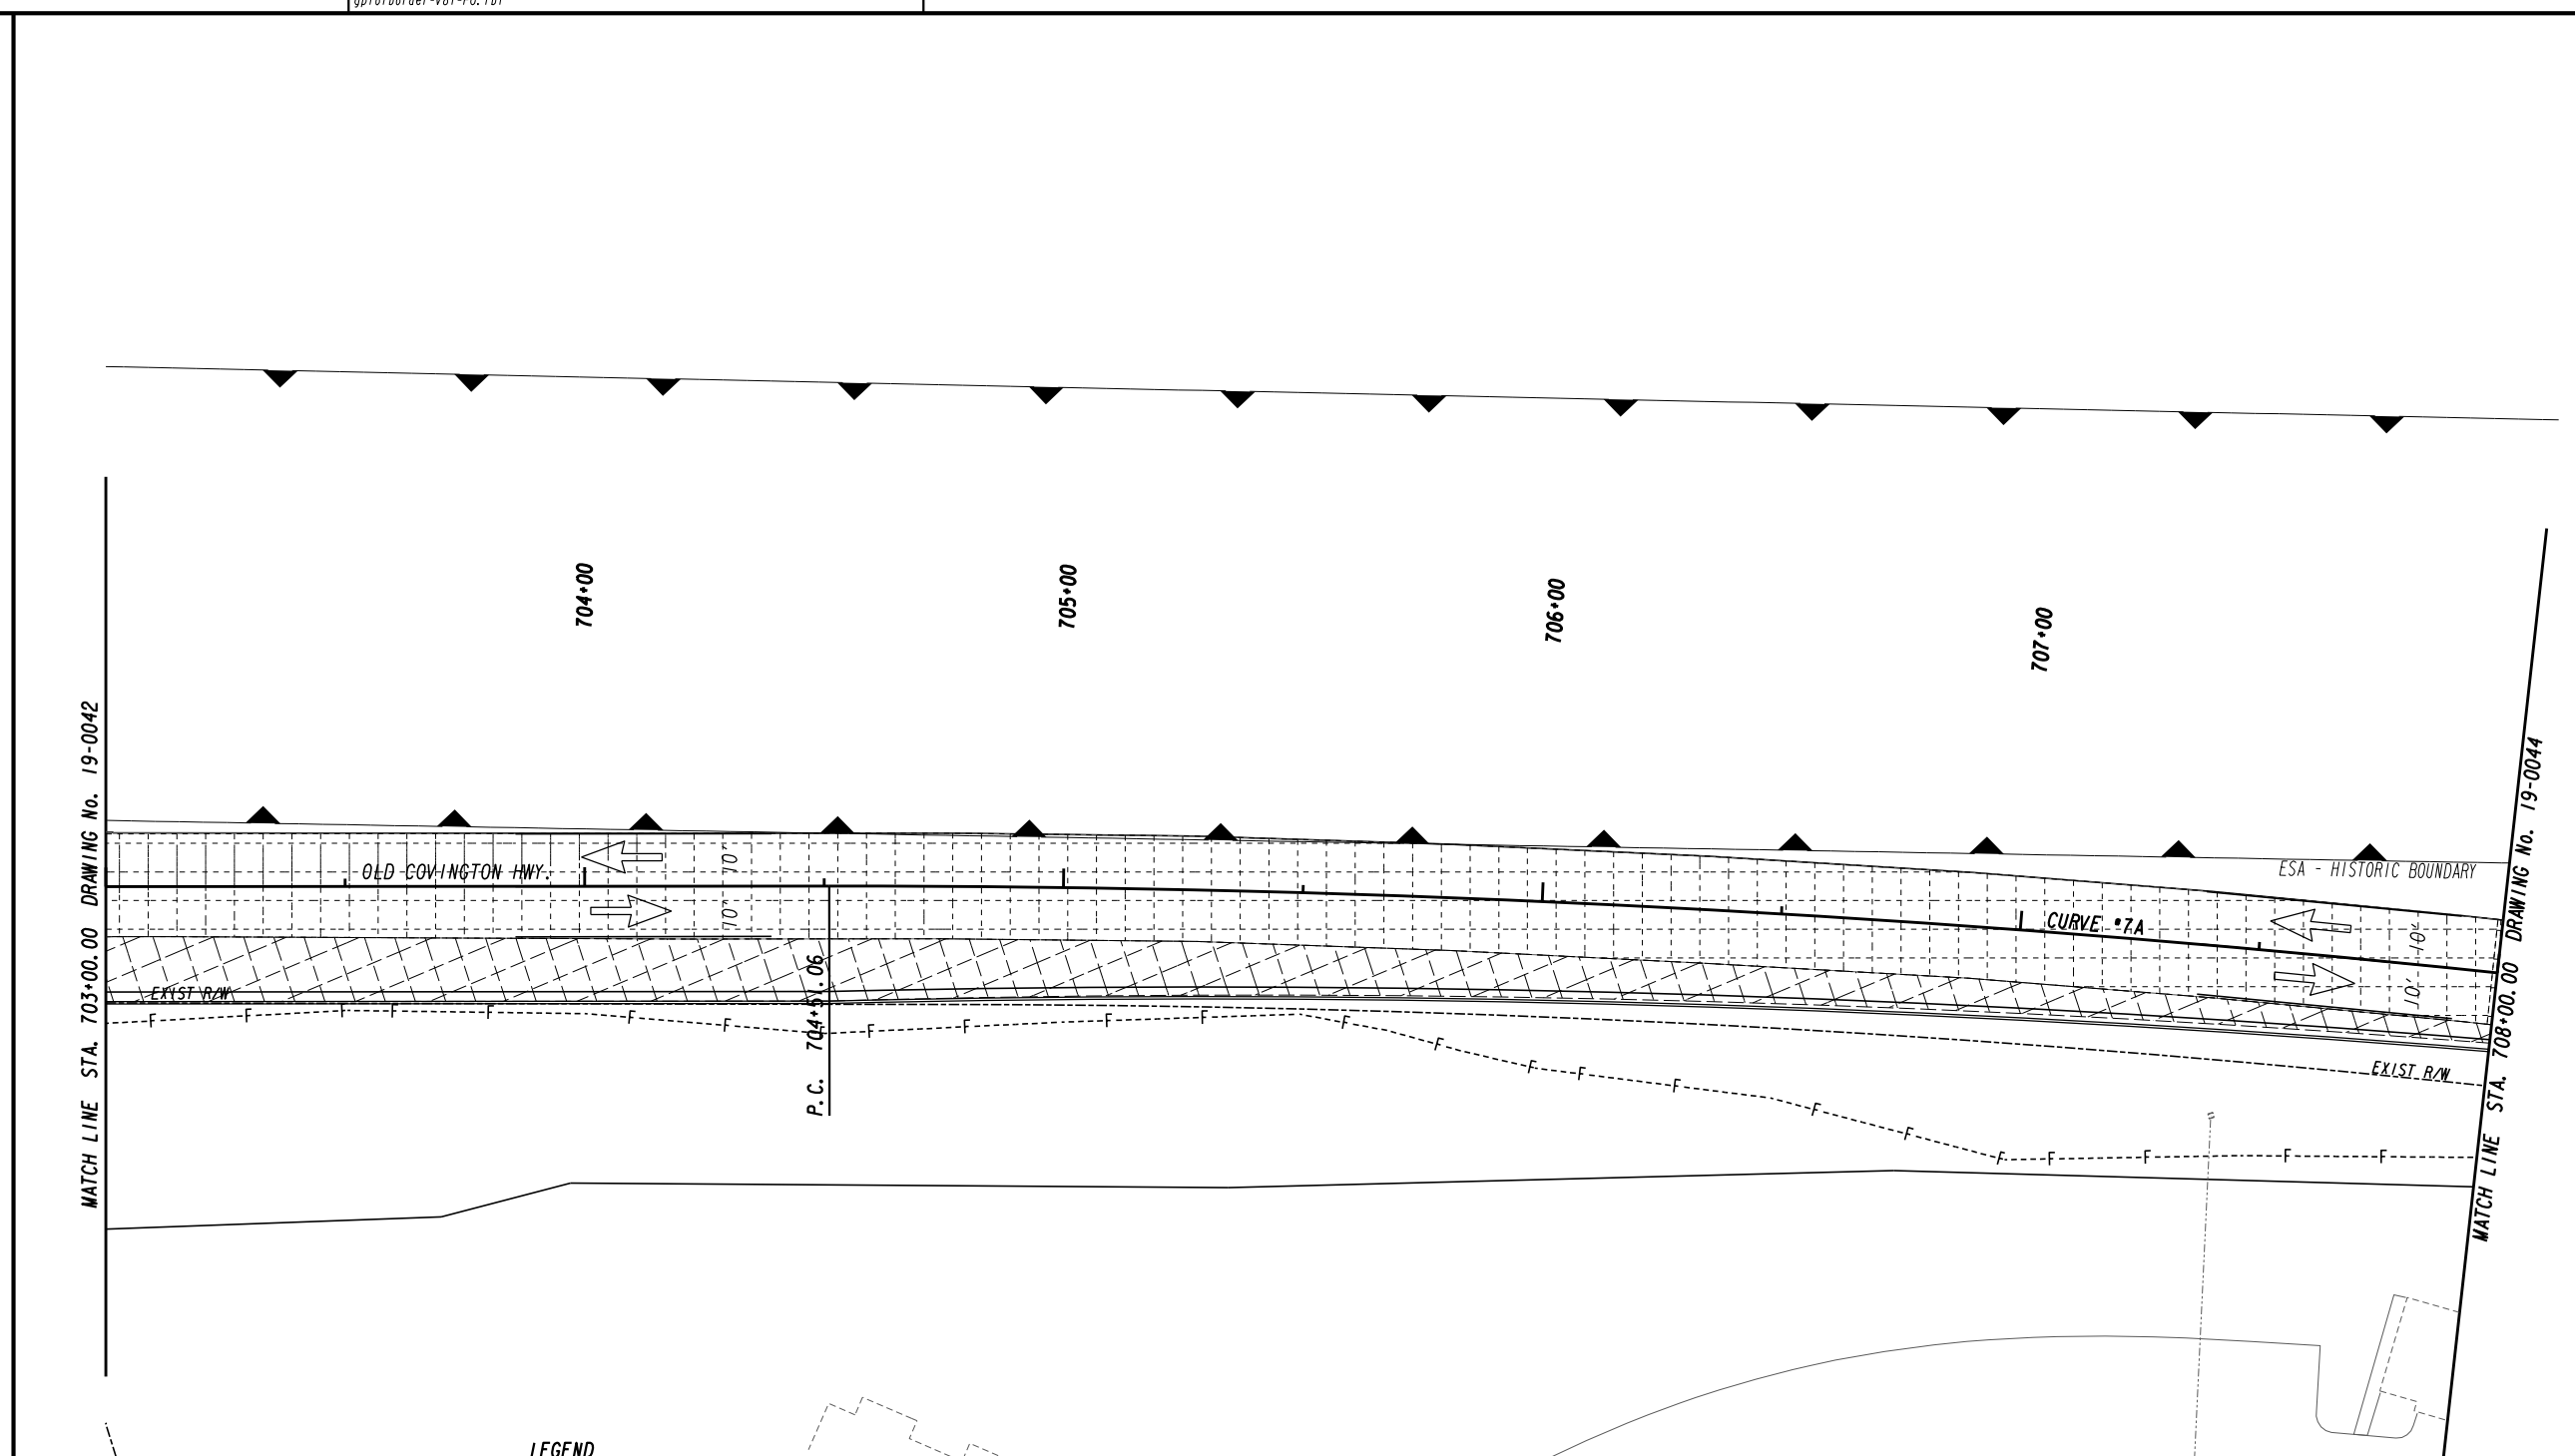 704+00
705+00
706+00
707+00
MATCH LINE STA. 703+00.00 DRAWING No. 19-0042
OLD COVINGTON HWY.
10'
10'
P.C. 704+51.06
EXIST R/W
ESA - HISTORIC BOUNDARY
CURVE #7A
10'
10'
EXIST R/W
MATCH LINE STA. 708+00.00 DRAWING No. 19-0044
F F F F F F F F F F F F F F F F F F F F F F F
LEGEND